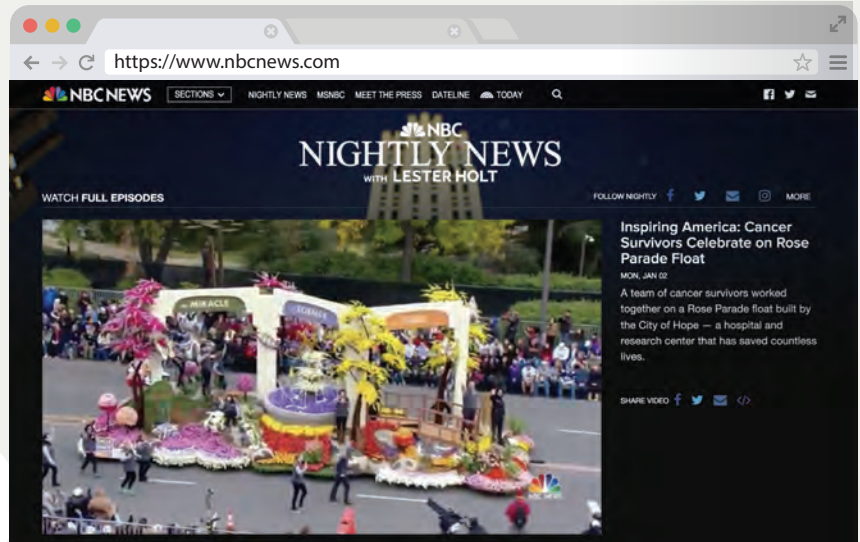 https://www.nbcnews.com
NBC NEWS SECTIONS NIGHTLY NEWS MSNBC MEET THE PRESS DATELINE TODAY
NBC
NIGHTLY NEWS
WITH LESTER HOLT
WATCH FULL EPISODES
FOLLOW NIGHTLY MORE
Inspiring America: Cancer
Survivors Celebrate on Rose
Parade Float
MON, JAN 02
A team of cancer survivors worked
together on a Rose Parade float built by
the City of Hope — a hospital and
research center that has saved countless
lives.
SHARE VIDEO </>
MIRACLE
NBC NEWS